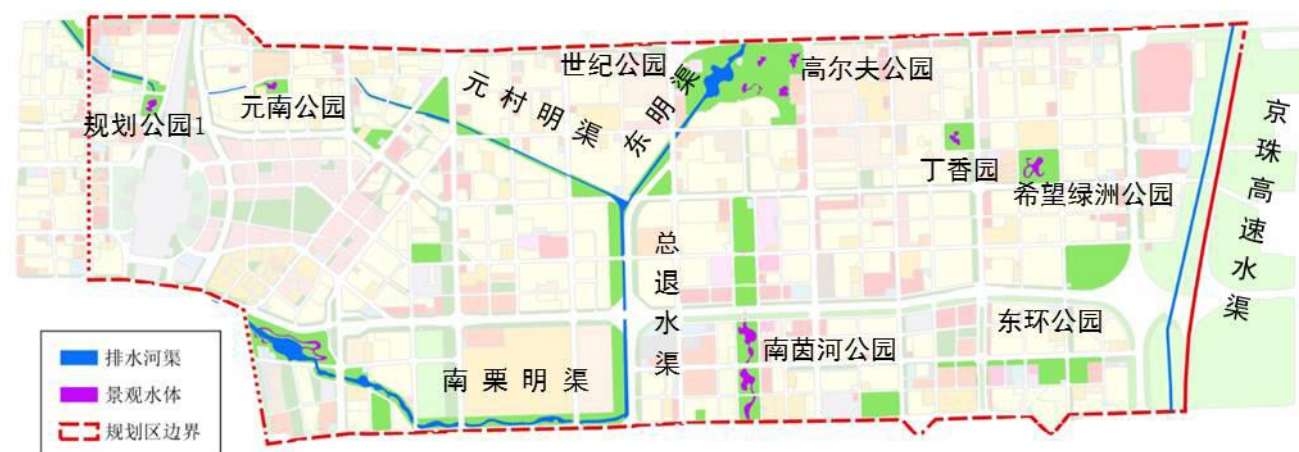 世纪公园
高尔夫公园
元村明渠
东明渠
元南公园
规划公园1
京珠高速水渠
丁香园
希望绿洲公园
总退水渠
东环公园
南茵河公园
南栗明渠
排水河渠
景观水体
规划区边界